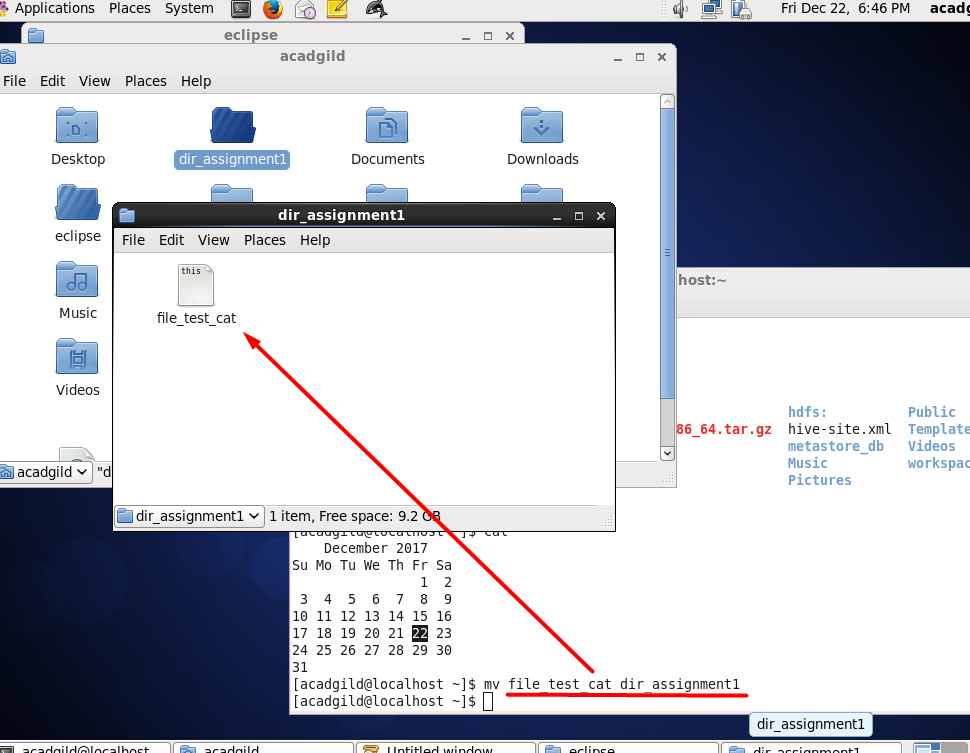 Applications Places System Fri Dec 22, 6:46 PM acadg
eclipse
acadgild
File Edit View Places Help
Desktop dir_assignment1 Documents Downloads
eclipse
Music
Videos
dir_assignment1
File Edit View Places Help
this
file_test_cat
dir_assignment1 1 item, Free space: 9.2 GB
acadgild "d
host:~
hdfs: Public
86_64.tar.gz hive-site.xml Template
metastore_db Videos
Music workspac
Pictures
[acadgild@localhost ~]$ cal
December 2017
Su Mo Tu We Th Fr Sa
1 2
3 4 5 6 7 8 9
10 11 12 13 14 15 16
17 18 19 20 21 22 23
24 25 26 27 28 29 30
31
[acadgild@localhost ~]$ mv file_test_cat dir_assignment1
[acadgild@localhost ~]$
dir_assignment1
acadgild@localhost acadgild Untitled window eclipse dir_assignment1